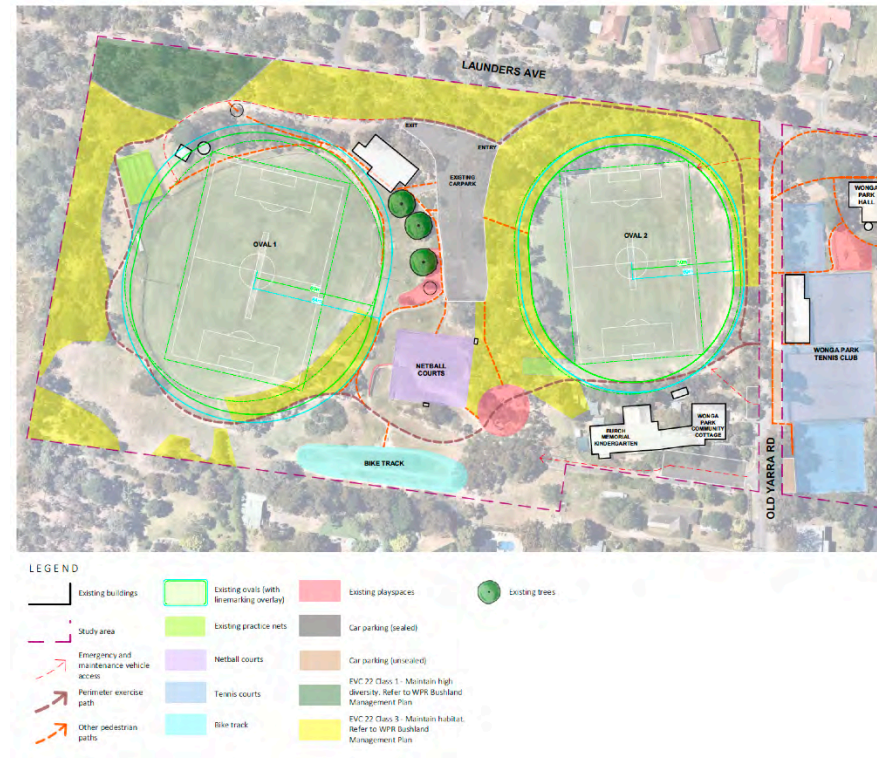 LAUNDERS AVE
EXIT
ENTRY
EXISTING
CARPARK
OVAL 1
OVAL 2
WONGA
PARK
HALL
WONGA PARK
TENNIS CLUB
NETBALL
COURTS
BURCH
MEMORIAL
KINDERGARTEN
WONGA
PARK
COMMUNITY
COTTAGE
BIKE TRACK
OLD YARRA RD
LEGEND
Existing buildings
Study area
Emergency and
maintenance vehicle
access
Perimeter exercise
path
Other pedestrian
paths
Existing ovals (with
linemarking overlay)
Existing practice nets
Netball courts
Tennis courts
Bike track
Existing playspaces
Car parking (sealed)
Car parking (unsealed)
EVC 22 Class 1 - Maintain high
diversity. Refer to WPR Bushland
Management Plan
EVC 22 Class 3 - Maintain habitat.
Refer to WPR Bushland
Management Plan
Existing trees